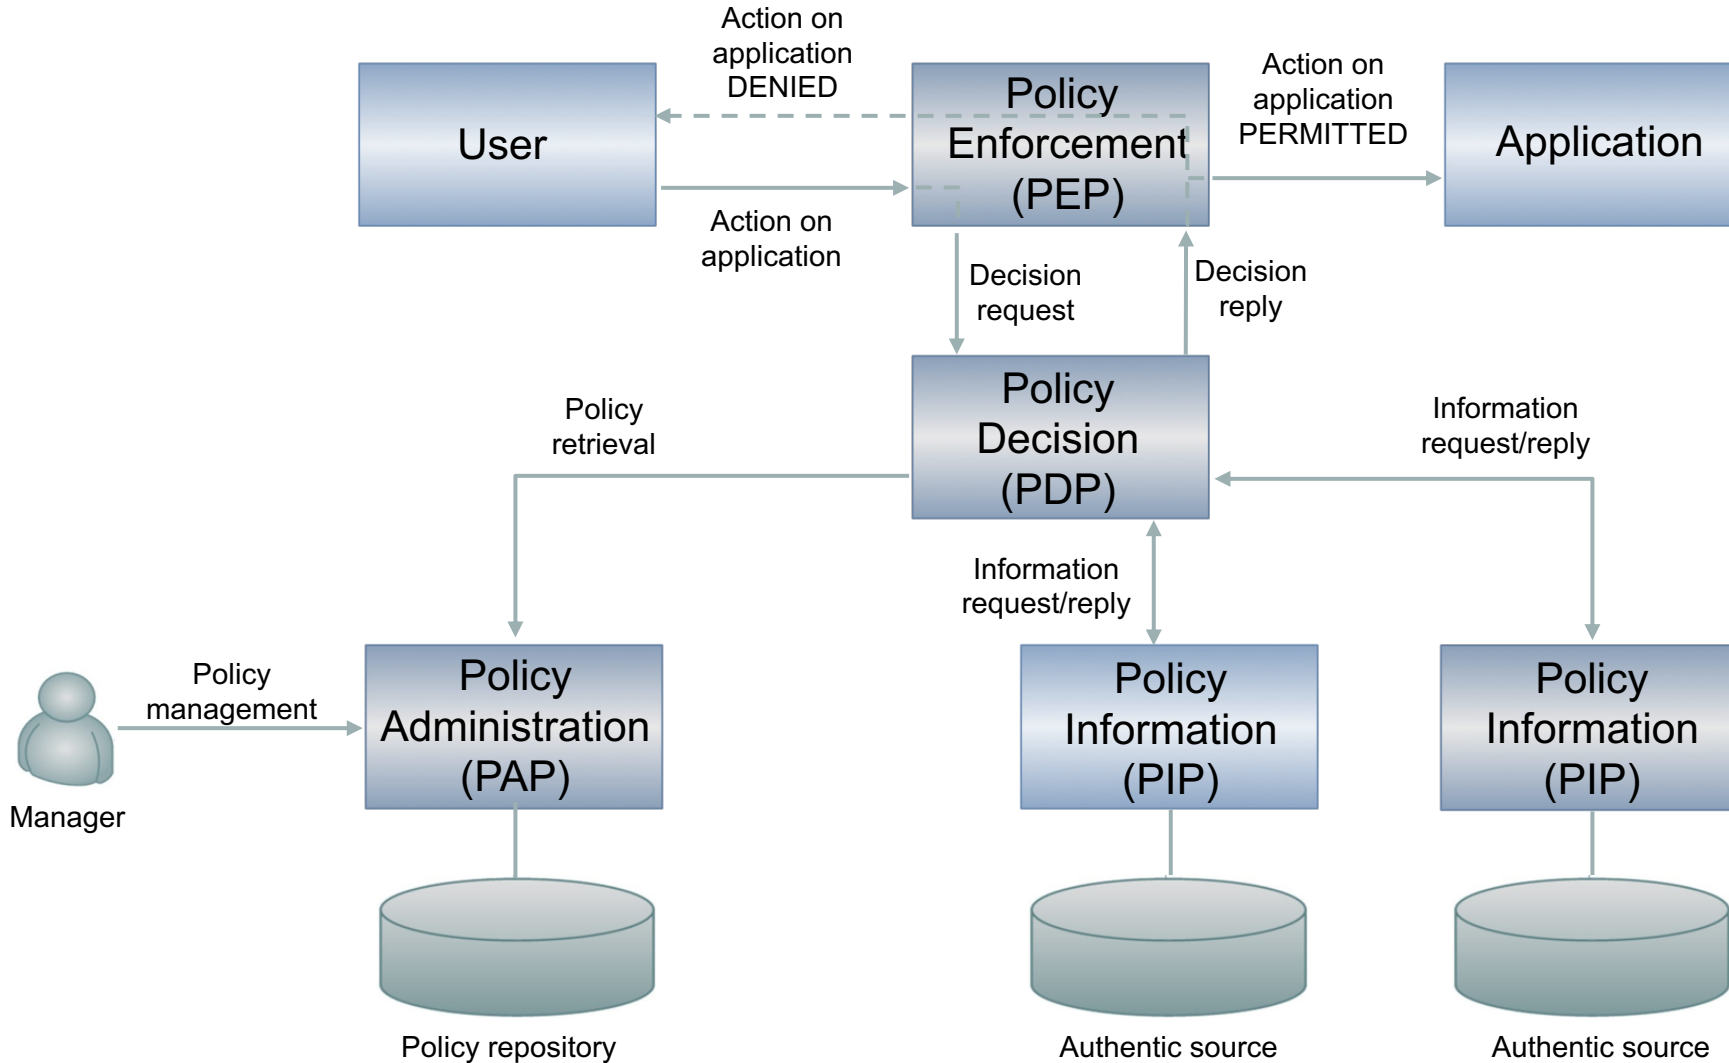 Action on
application
DENIED
User
Policy
Enforcement
(PEP)
Action on
application
PERMITTED
Application
Action on
application
Decision
request
Decision
reply
Policy
retrieval
Policy
Decision
(PDP)
Information
request/reply
Information
request/reply
Policy
management
Manager
Policy
Administration
(PAP)
Policy
Information
(PIP)
Policy
Information
(PIP)
Policy repository
Authentic source
Authentic source